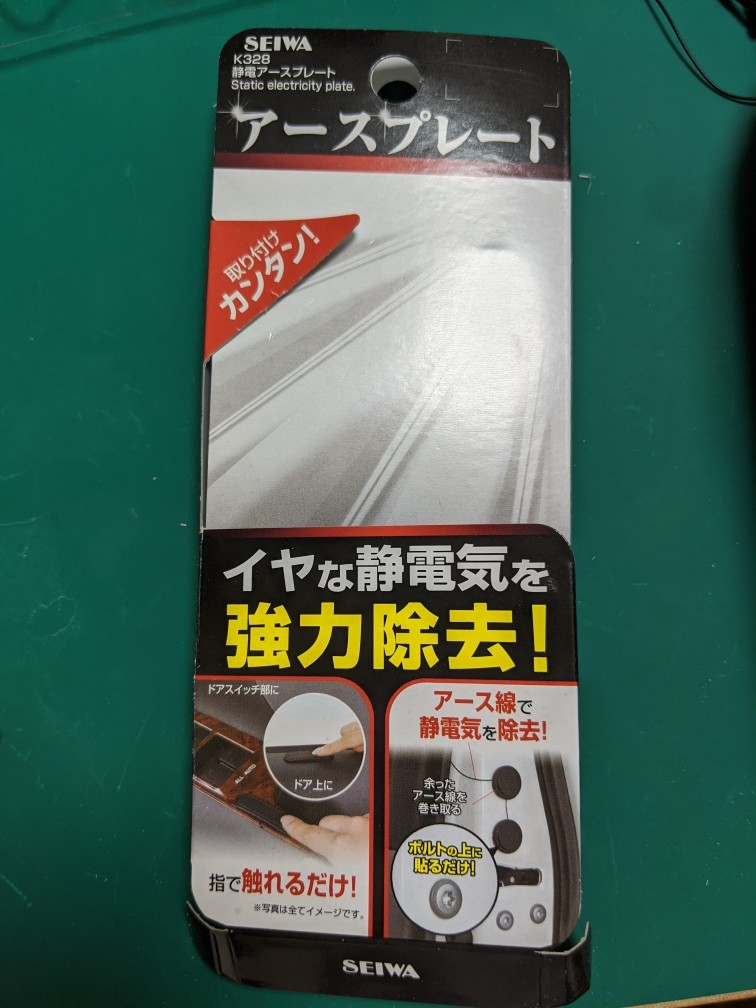 SEIWA
K328
静電アースプレート
Static electricity plate.
アースプレート
取り付け
カンタン!
イヤな静電気を
強力除去!
ドアスイッチ部に
ALL AUTO
ドア上に
指で触れるだけ!
※写真は全てイメージです。
アース線で
静電気を除去!
余った
アース線を
巻き取る
ボルトの上に
貼るだけ!
SEIWA